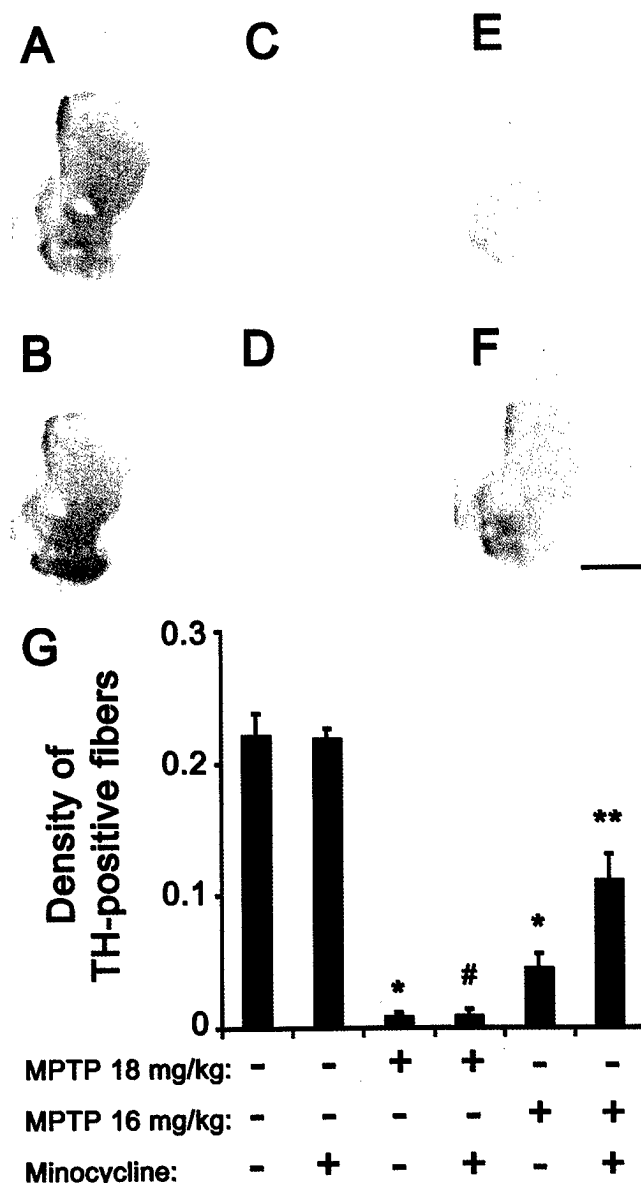 A C E
B D F
G
Density of
TH-positive fibers
0.3
0.2
0.1
0
* # * **
MPTP 18 mg/kg: - - + + - -
MPTP 16 mg/kg: - - - - + +
Minocycline: - + - + - +